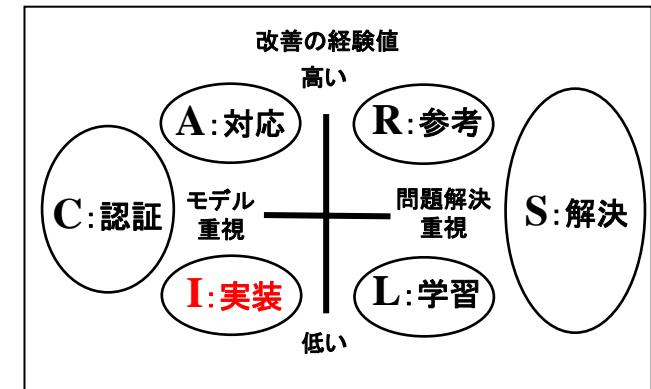 改善の経験値
高い
A:対応
R:参考
C:認証
モデル
重視
問題解決
重視
S:解決
I:実装
L:学習
低い